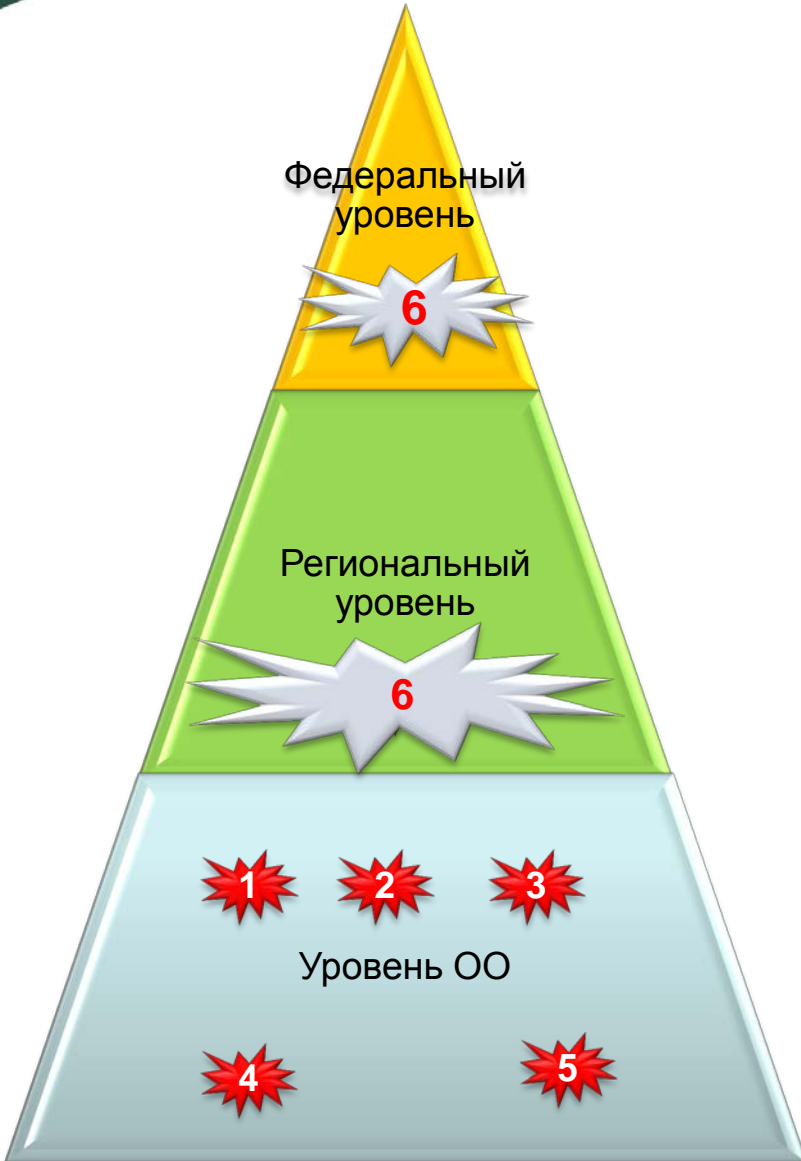 Федеральный
уровень
6
Региональный
уровень
6
1 2 3
Уровень ОО
4 5